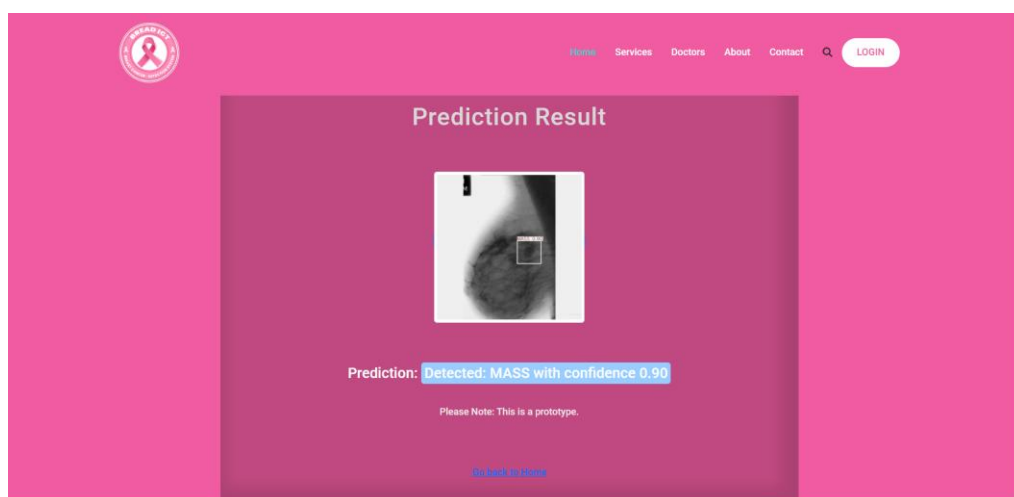 Home Services Doctors About Contact LOGIN
Prediction Result
Prediction: Detected: MASS with confidence 0.90
Please Note: This is a prototype.
Go back to Home